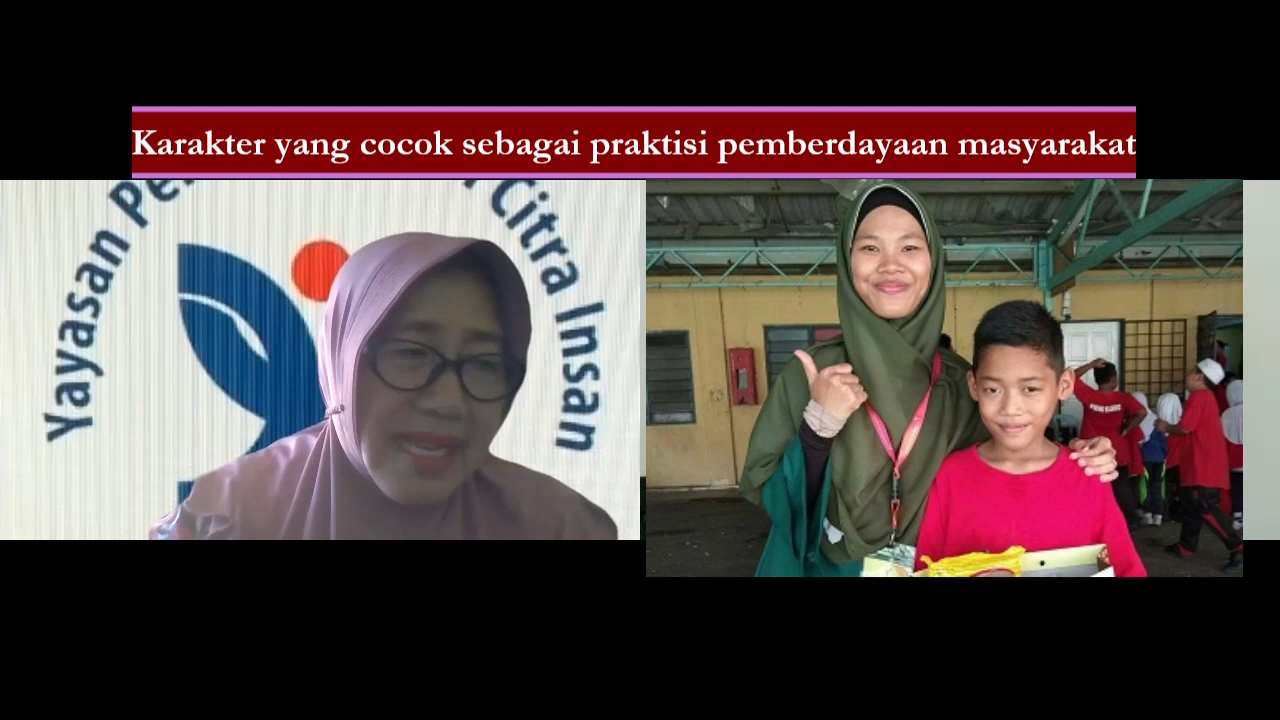 Karakter yang cocok sebagai praktisi pemberdayaan masyarakat
Yayasan Citra Insan